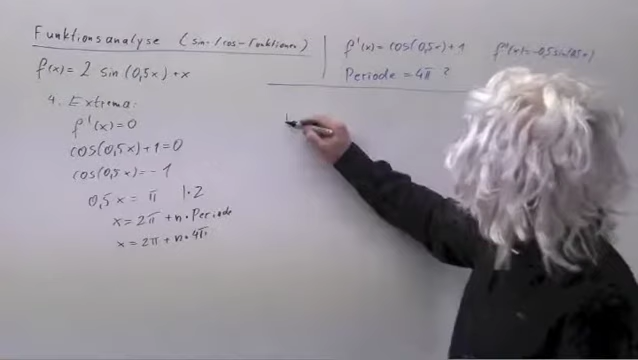 Funktionsanalyse (sin-/cos-Funktionen)
f(x) = 2 sin(0,5x) + x
4. Extrema:
f'(x) = 0
cos(0,5x) + 1 = 0
cos(0,5x) = -1
0,5x = π |·2
x = 2π + n · Periode
x = 2π + n · 4π
f'(x) = cos(0,5x) + 1
f''(x) = -0,5 sin(0,5x)
Periode = 4π